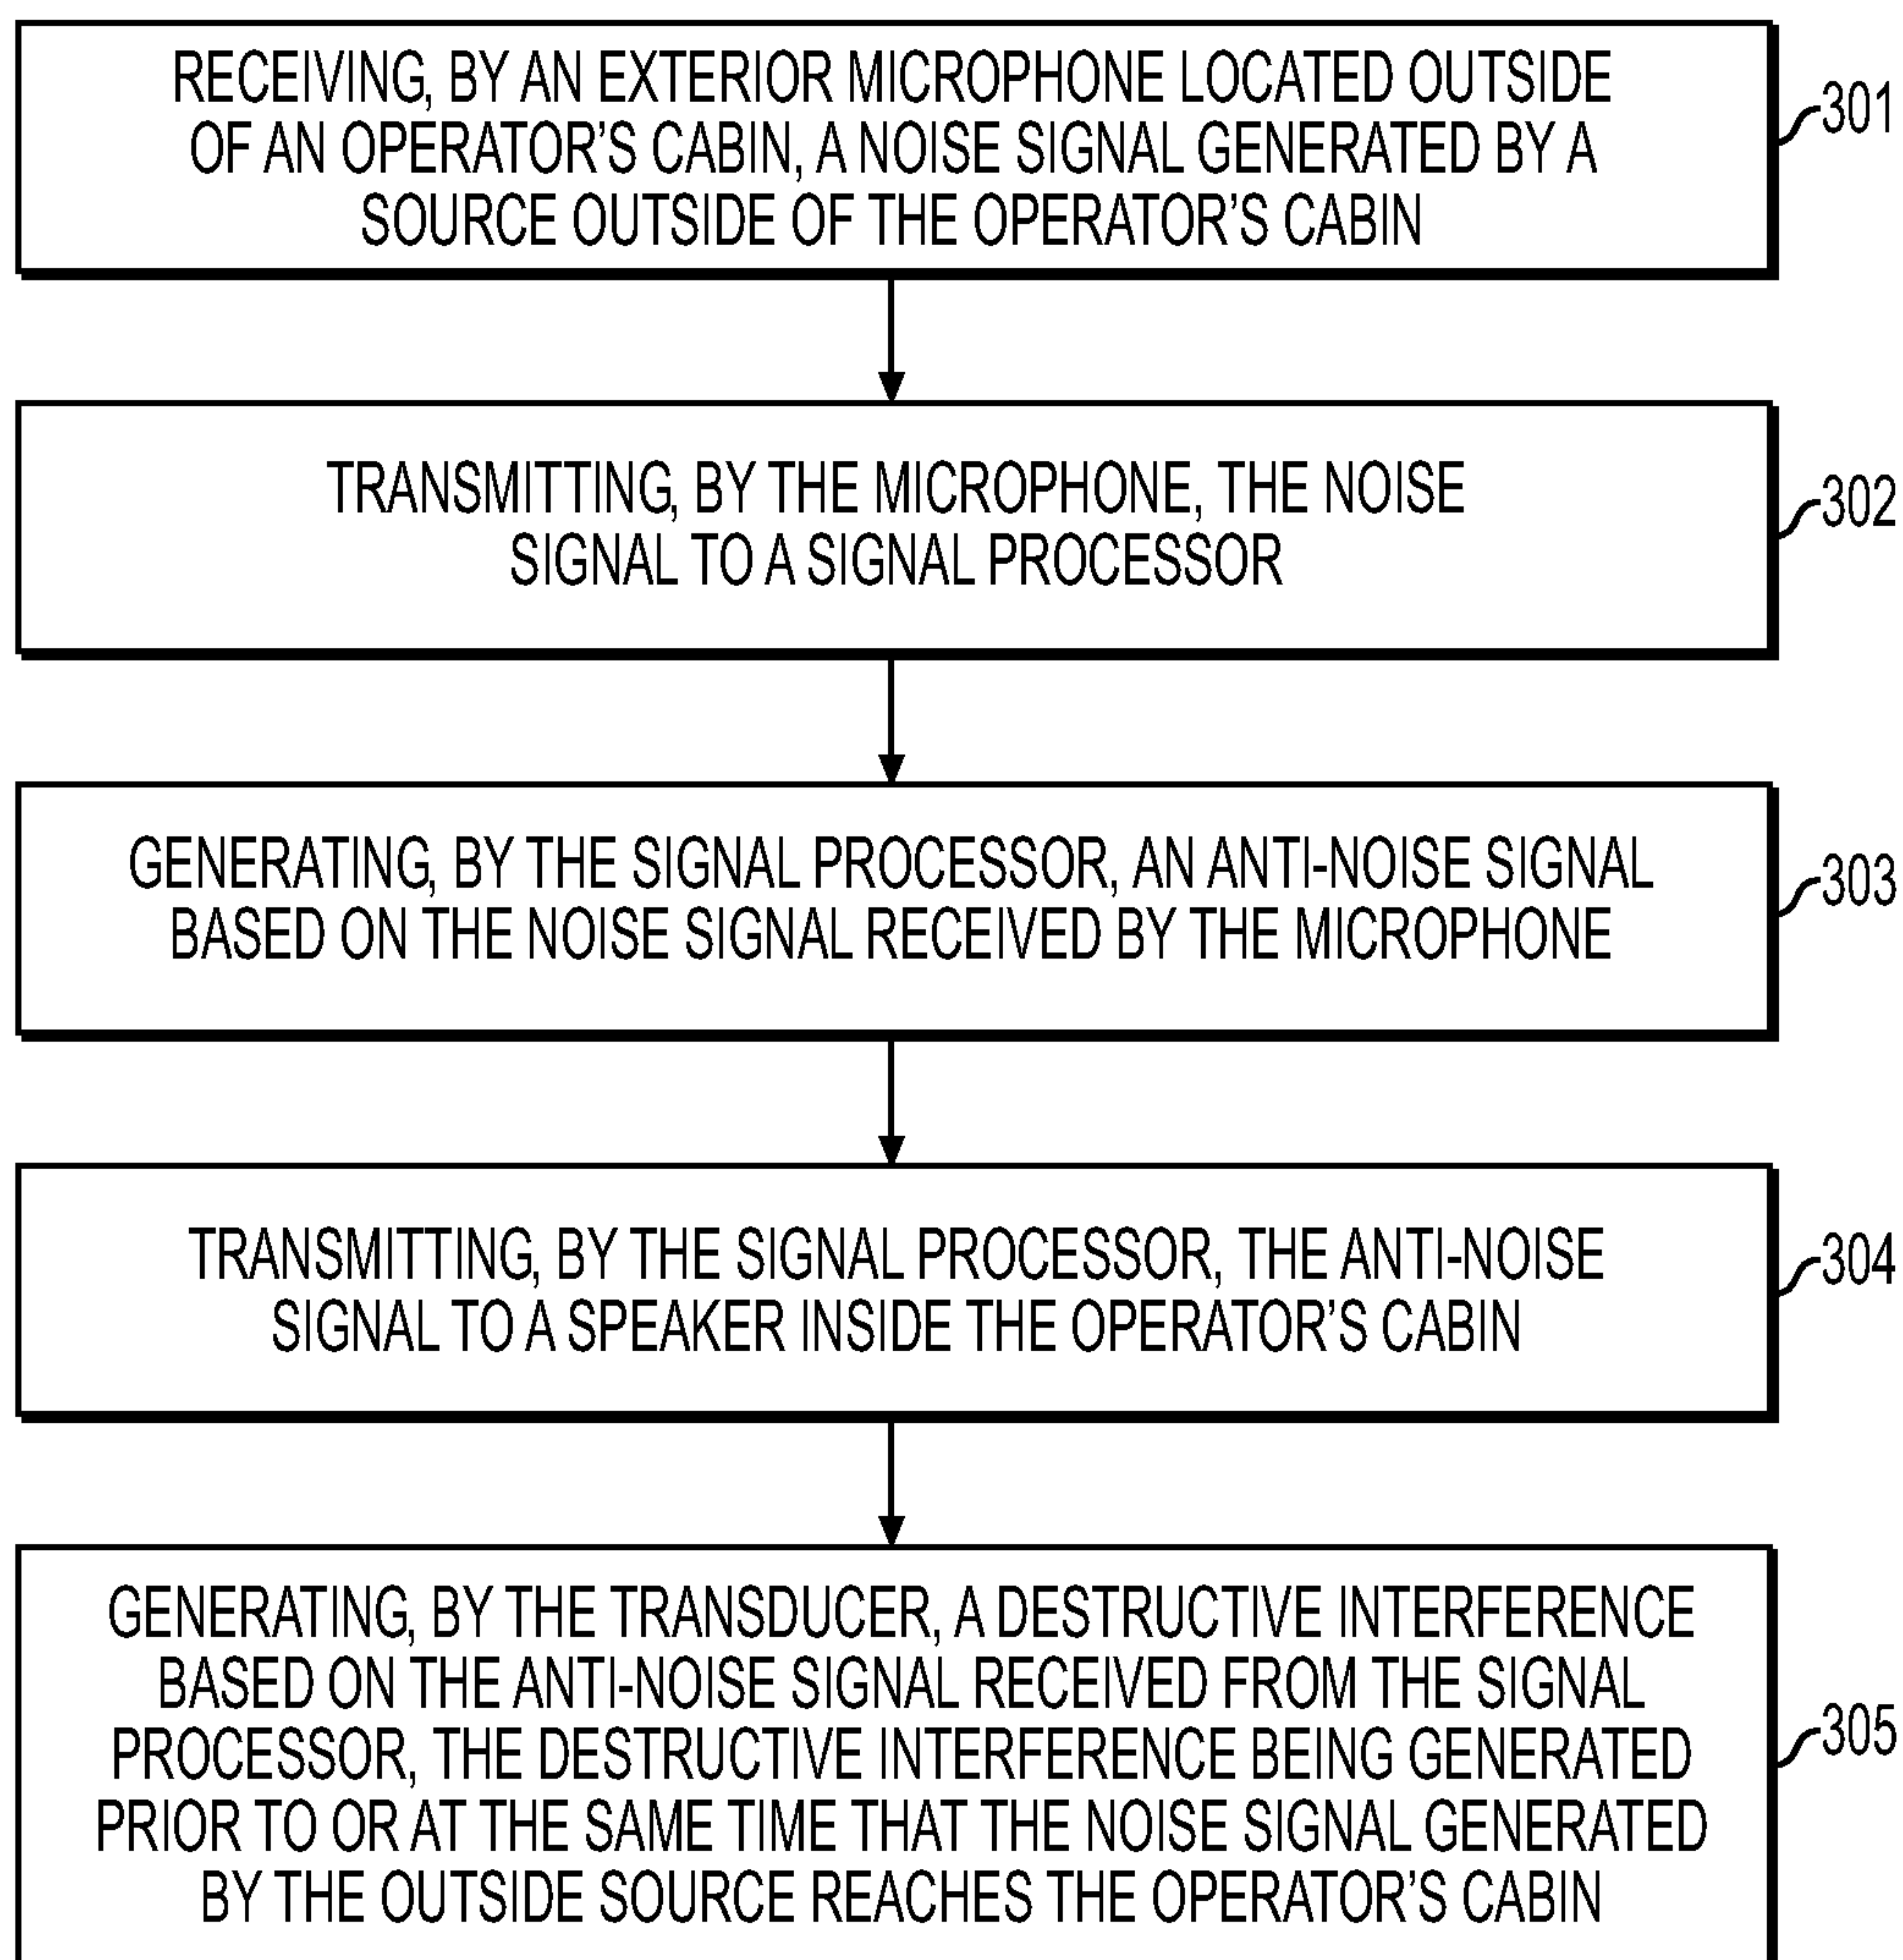 RECEIVING, BY AN EXTERIOR MICROPHONE LOCATED OUTSIDE
OF AN OPERATOR'S CABIN, A NOISE SIGNAL GENERATED BY A
SOURCE OUTSIDE OF THE OPERATOR'S CABIN
301
TRANSMITTING, BY THE MICROPHONE, THE NOISE
SIGNAL TO A SIGNAL PROCESSOR
302
GENERATING, BY THE SIGNAL PROCESSOR, AN ANTI-NOISE SIGNAL
BASED ON THE NOISE SIGNAL RECEIVED BY THE MICROPHONE
303
TRANSMITTING, BY THE SIGNAL PROCESSOR, THE ANTI-NOISE
SIGNAL TO A SPEAKER INSIDE THE OPERATOR'S CABIN
304
GENERATING, BY THE TRANSDUCER, A DESTRUCTIVE INTERFERENCE
BASED ON THE ANTI-NOISE SIGNAL RECEIVED FROM THE SIGNAL
PROCESSOR, THE DESTRUCTIVE INTERFERENCE BEING GENERATED
PRIOR TO OR AT THE SAME TIME THAT THE NOISE SIGNAL GENERATED
BY THE OUTSIDE SOURCE REACHES THE OPERATOR'S CABIN
305